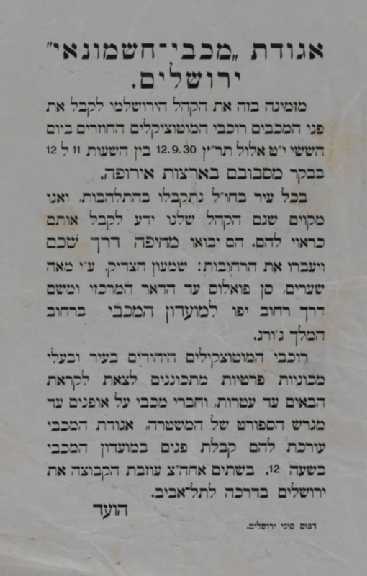 אגודת „מכבי־חשמונאי"
ירושלים.
מזמינה בזה את הקהל הירושלמי לקבל את
פני המכבים רוכבי המוטוציקלים החוזרים ביום
הששי י״ט אלול תר״ץ 12.9.30 בין השעות 11 ל 12
בבקר מסבובם בארצות אירופה.
בכל עיר בחו״ל נתקבלו בהתלהבות, ואנו
מקוים שגם הקהל שלנו ידע לקבל אותם
כראוי להם. הם יבואו מחיפה דרך שכם
ויעברו את הרחובות: שמעון הצדיק, ע״י מאה
שערים, סן פואלוס עד הדאר המרכזי ומשם
דרך רחוב יפו למועדון המכבי ברחוב
המלך ג׳ורג.
רוכבי המוטוציקלים היהודים בעיר ובעלי
מכוניות פרטיות מתכוננים לצאת לקראת
הבאים עד עטרות, וחברי מכבי על אופנים עד
מגרש הספורט של המשטרה. אגודת המכבי
עורכת להם קבלת פנים במועדון המכבי
בשעה 12. בשתים אחה״צ עוזבת הקבוצה את
ירושלים בדרכה לתל־אביב.
הועד
דפוס סיני ירושלים.